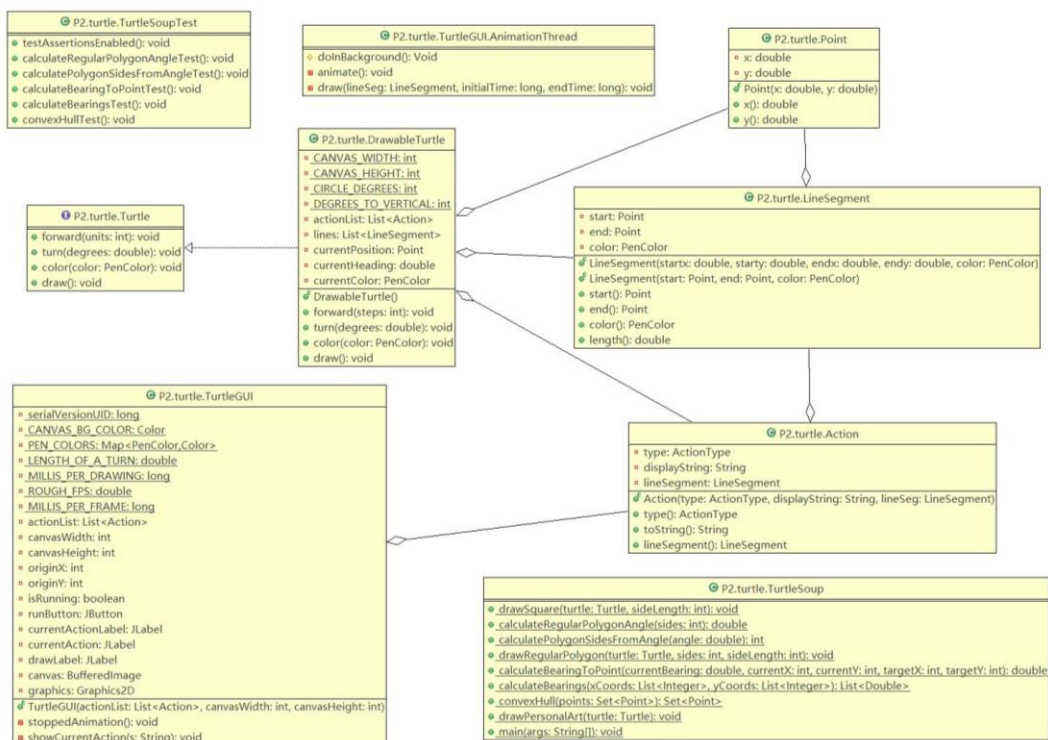 P2.turtle.TurtleSoupTest
testAssertionsEnabled(): void
calculateRegularPolygonAngleTest(): void
calculatePolygonSidesFromAngleTest(): void
calculateBearingToPointTest(): void
calculateBearingsTest(): void
convexHullTest(): void
P2.turtle.TurtleGUI.AnimationThread
doInBackground(): Void
animate(): void
draw(lineSeg: LineSegment, initialTime: long, endTime: long): void
P2.turtle.Point
x: double
y: double
Point(x: double, y: double)
x(): double
y(): double
P2.turtle.DrawableTurtle
CANVAS_WIDTH: int
CANVAS_HEIGHT: int
CIRCLE_DEGREES: int
DEGREES_TO_VERTICAL: int
actionList: List<Action>
lines: List<LineSegment>
currentPosition: Point
currentHeading: double
currentColor: PenColor
DrawableTurtle()
forward(steps: int): void
turn(degrees: double): void
color(color: PenColor): void
draw(): void
P2.turtle.Turtle
forward(units: int): void
turn(degrees: double): void
color(color: PenColor): void
draw(): void
P2.turtle.LineSegment
start: Point
end: Point
color: PenColor
LineSegment(startx: double, starty: double, endx: double, endy: double, color: PenColor)
LineSegment(start: Point, end: Point, color: PenColor)
start(): Point
end(): Point
color(): PenColor
length(): double
P2.turtle.TurtleGUI
serialVersionUID: long
CANVAS_BG_COLOR: Color
PEN_COLORS: Map<PenColor,Color>
LENGTH_OF_A_TURN: double
MILLIS_PER_DRAWING: long
ROUGH_FPS: double
MILLIS_PER_FRAME: long
actionList: List<Action>
canvasWidth: int
canvasHeight: int
originX: int
originY: int
isRunning: boolean
runButton: JButton
currentActionLabel: JLabel
currentAction: JLabel
drawLabel: JLabel
canvas: BufferedImage
graphics: Graphics2D
TurtleGUI(actionList: List<Action>, canvasWidth: int, canvasHeight: int)
stoppedAnimation(): void
showCurrentAction(s: String): void
P2.turtle.Action
type: ActionType
displayString: String
lineSegment: LineSegment
Action(type: ActionType, displayString: String, lineSeg: LineSegment)
type(): ActionType
toString(): String
lineSegment(): LineSegment
P2.turtle.TurtleSoup
drawSquare(turtle: Turtle, sideLength: int): void
calculateRegularPolygonAngle(sides: int): double
calculatePolygonSidesFromAngle(angle: double): int
drawRegularPolygon(turtle: Turtle, sides: int, sideLength: int): void
calculateBearingToPoint(currentBearing: double, currentX: int, currentY: int, targetX: int, targetY: int): double
calculateBearings(xCoords: List<Integer>, yCoords: List<Integer>): List<Double>
convexHull(points: Set<Point>): Set<Point>
drawPersonalArt(turtle: Turtle): void
main(args: String[]): void